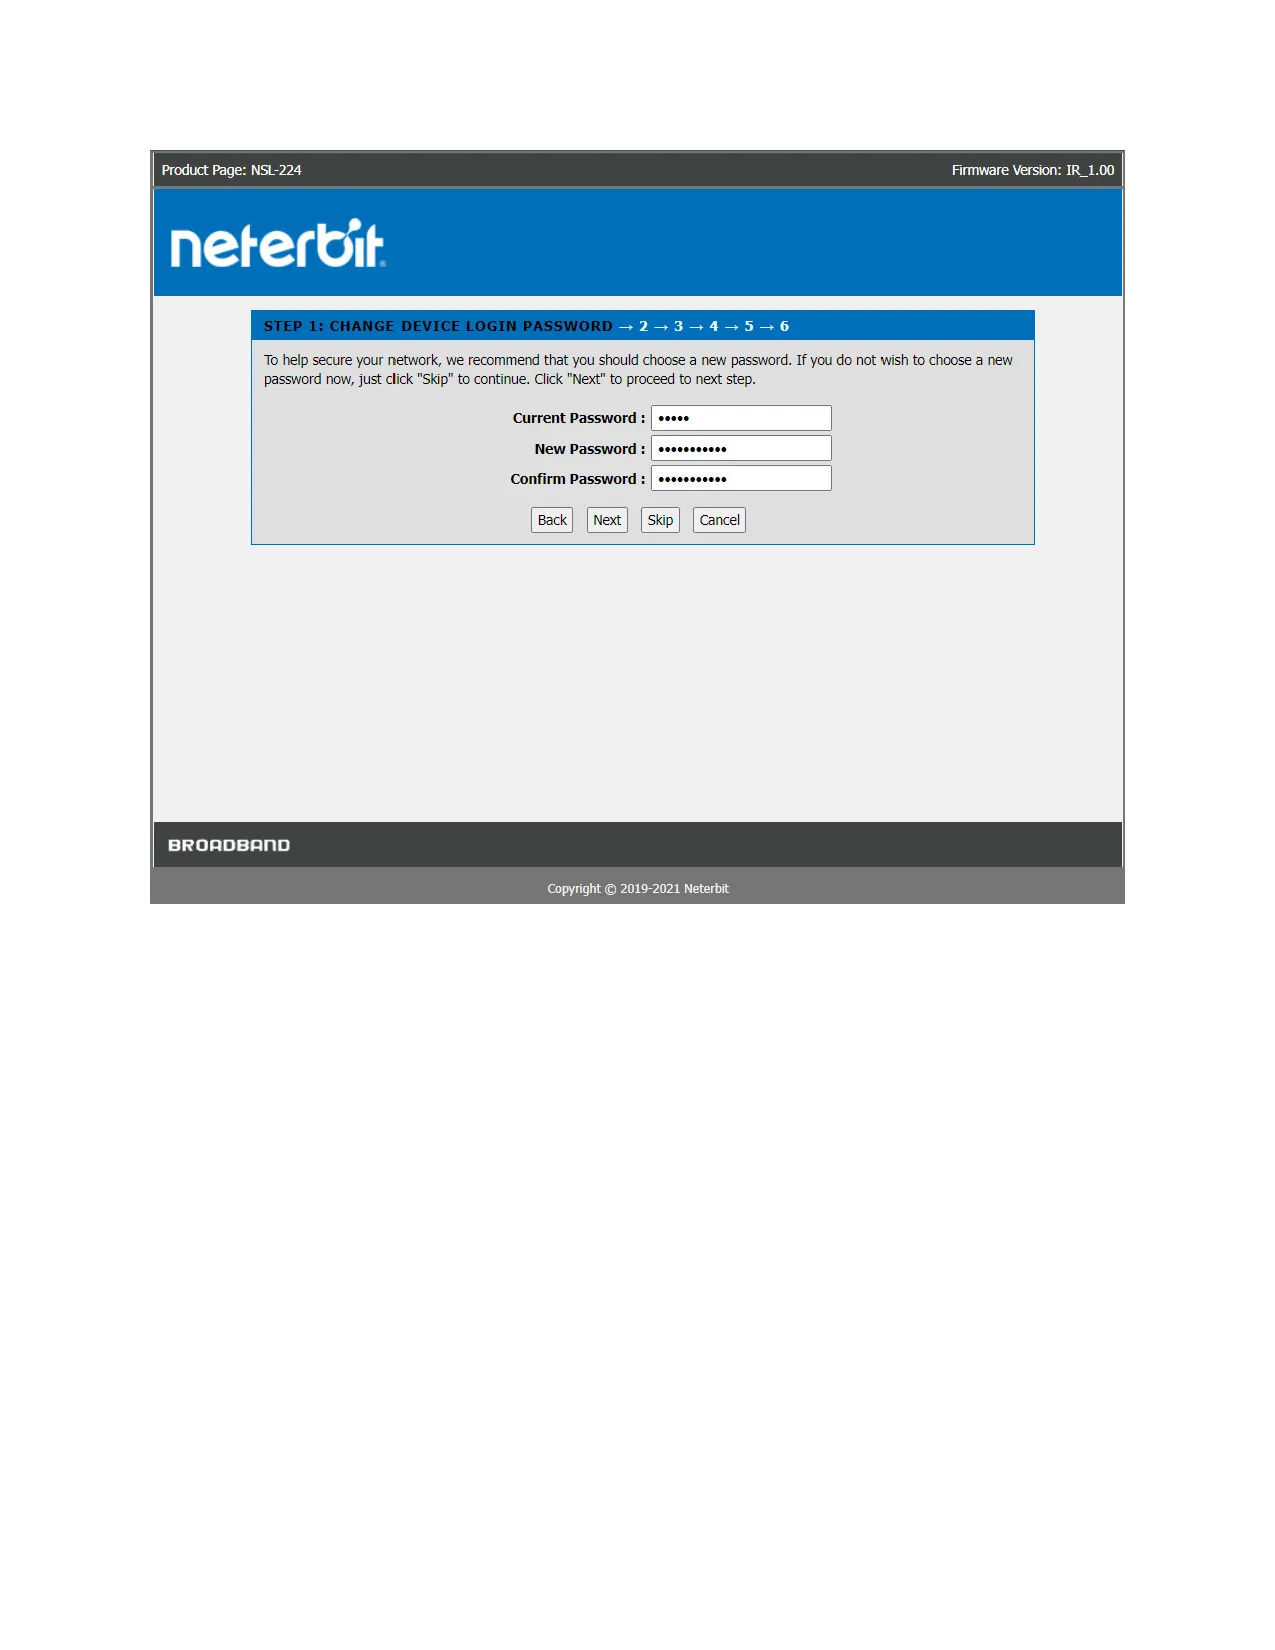 Product Page: NSL-224
Firmware Version: IR_1.00
neterbit®
STEP 1: CHANGE DEVICE LOGIN PASSWORD → 2 → 3 → 4 → 5 → 6
To help secure your network, we recommend that you should choose a new password. If you do not wish to choose a new
password now, just click "Skip" to continue. Click "Next" to proceed to next step.
Current Password : •••••
New Password : •••••••••••
Confirm Password : •••••••••••
Back Next Skip Cancel
BROADBAND
Copyright © 2019-2021 Neterbit